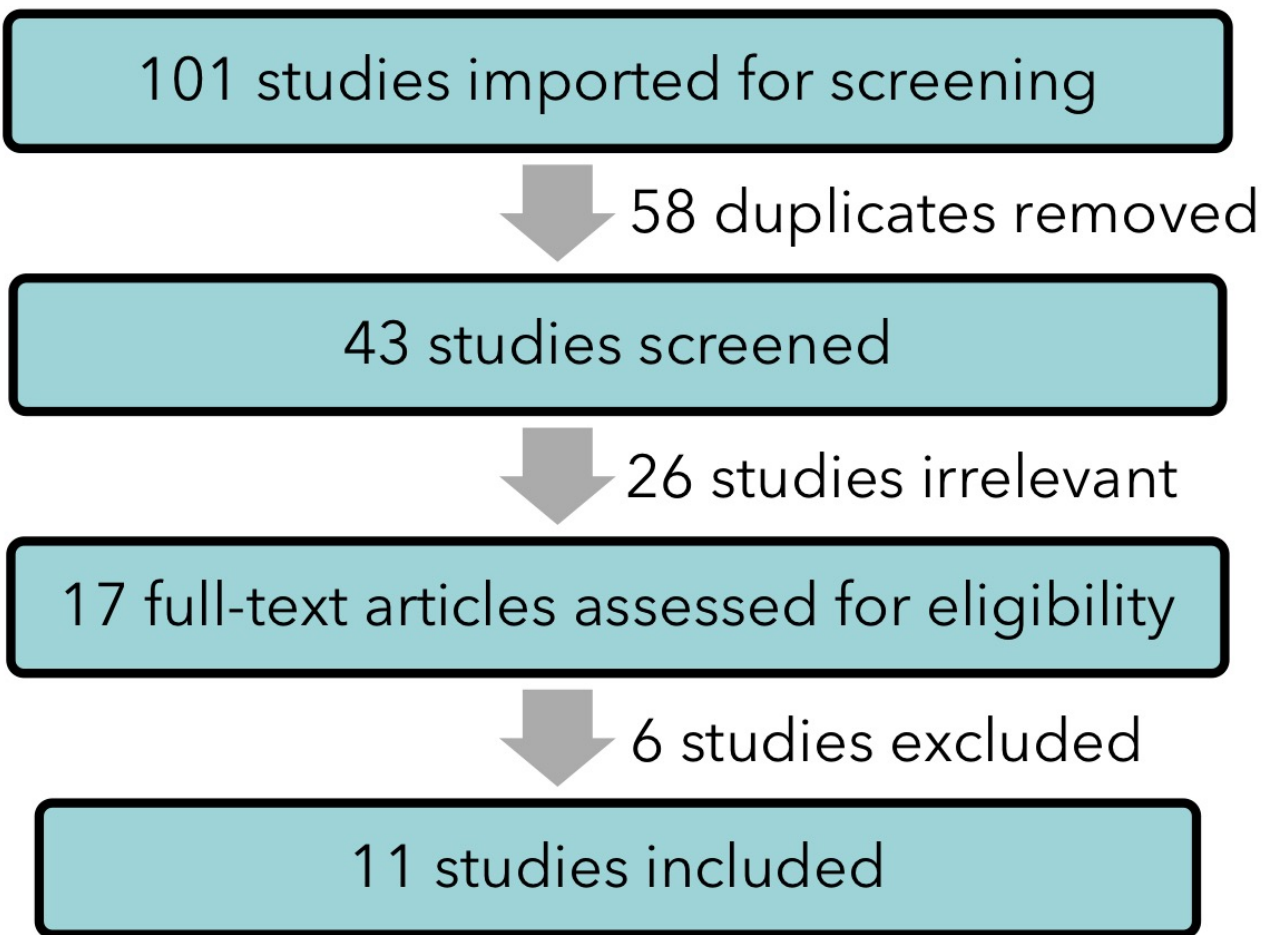 101 studies imported for screening
58 duplicates removed
43 studies screened
26 studies irrelevant
17 full-text articles assessed for eligibility
6 studies excluded
11 studies included